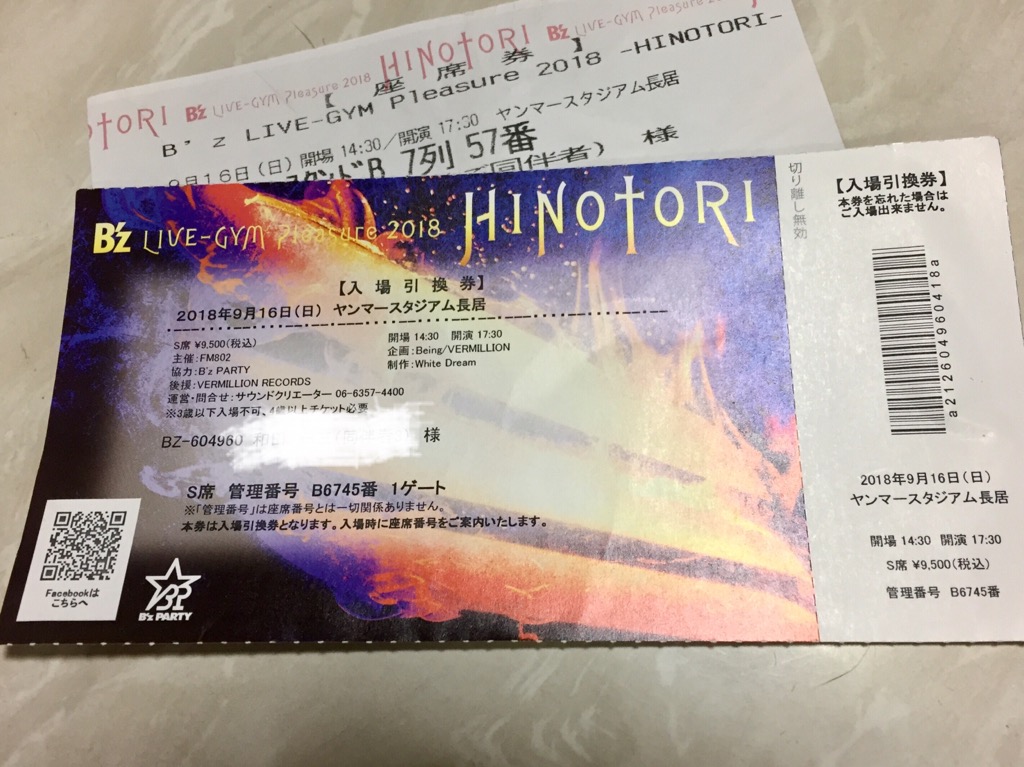 HINOTORI B'z LIVE-GYM Pleasure 2018 HINOTORI B'z LIVE-GYM Pleasure 2018
【 座 席 券 】
B'z LIVE-GYM Pleasure 2018 -HINOTORI-
9月16日(日) 開場 14:30/開演 17:30 ヤンマースタジアム長居
スタンドB 7列 57番
同伴者) 様
B'z LIVE-GYM Pleasure 2018 HINOTORI
【入場引換券】
2018年9月16日(日) ヤンマースタジアム長居
S席 ¥9,500(税込)
主催:FM802
協力:B'z PARTY
後援:VERMILLION RECORDS
運営・問合せ:サウンドクリエーター 06-6357-4400
※3歳以下入場不可、4歳以上チケット必要
開場 14:30 開演 17:30
企画:Being/VERMILLION
制作:White Dream
BZ-604960 様
S席 管理番号 B6745番 1ゲート
※「管理番号」は座席番号とは一切関係ありません。
本券は入場引換券となります。入場時に座席番号をご案内いたします。
Facebookは
こちらへ
BP
B'z PARTY
切り離し無効
【入場引換券】
本券を忘れた場合は
ご入場出来ません。
a212604960418a
2018年9月16日(日)
ヤンマースタジアム長居
開場 14:30 開演 17:30
S席 ¥9,500(税込)
管理番号 B6745番